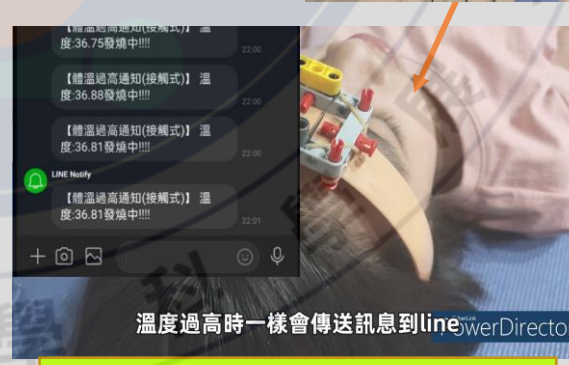 【體溫過高通知(接觸式)】 溫
度:36.75發燒中!!!!
22:00
【體溫過高通知(接觸式)】 溫
度:36.88發燒中!!!!
22:00
【體溫過高通知(接觸式)】 溫
度:36.81發燒中!!!!
22:00
LINE Notify
【體溫過高通知(接觸式)】 溫
度:36.81發燒中!!!!
22:01
溫度過高時一樣會傳送訊息到line
PowerDirecto
科
學